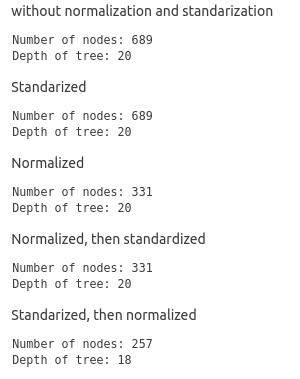 without normalization and standarization
Number of nodes: 689
Depth of tree: 20
Standarized
Number of nodes: 689
Depth of tree: 20
Normalized
Number of nodes: 331
Depth of tree: 20
Normalized, then standardized
Number of nodes: 331
Depth of tree: 20
Standarized, then normalized
Number of nodes: 257
Depth of tree: 18